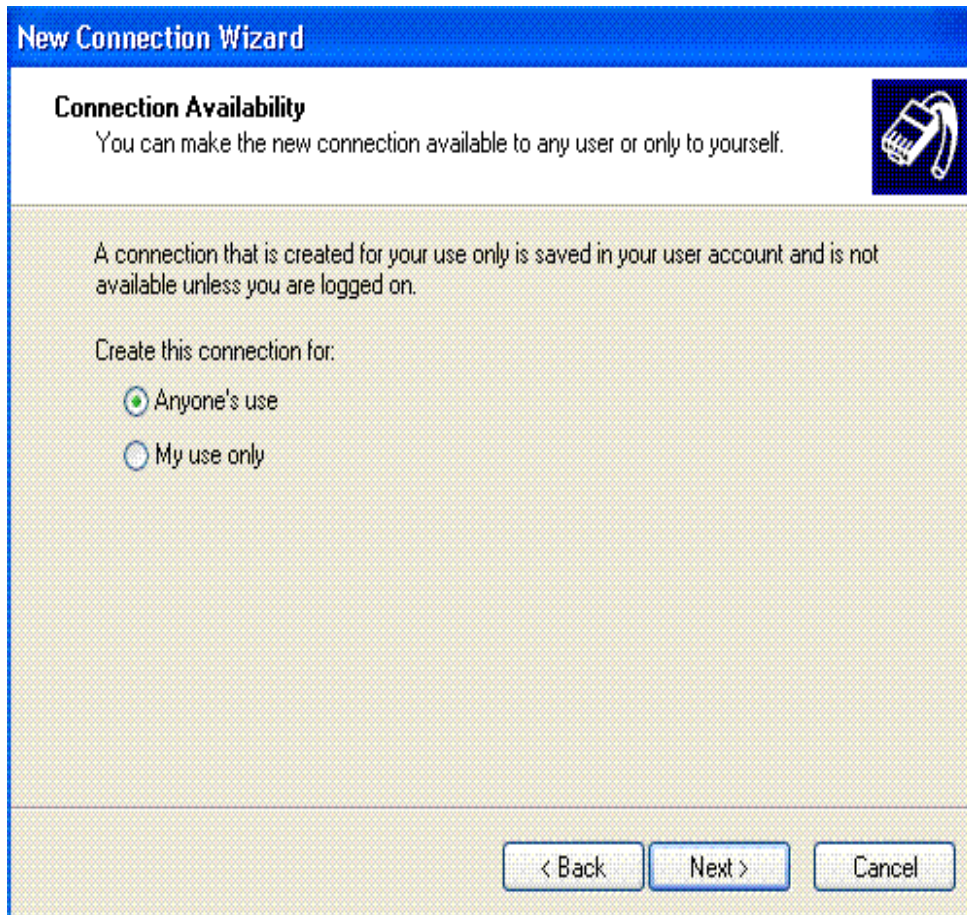 New Connection Wizard
Connection Availability
You can make the new connection available to any user or only to yourself.
A connection that is created for your use only is saved in your user account and is not
available unless you are logged on.
Create this connection for:
Anyone's use
My use only
< Back
Next >
Cancel